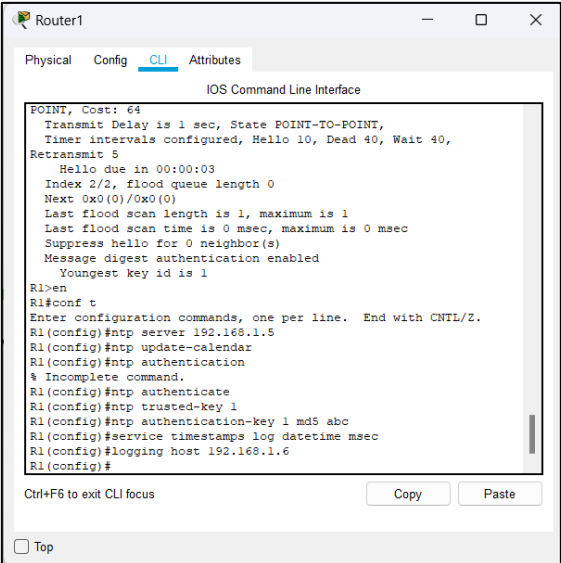 Router1
Physical Config CLI Attributes
IOS Command Line Interface
POINT, Cost: 64
Transmit Delay is 1 sec, State POINT-TO-POINT,
Timer intervals configured, Hello 10, Dead 40, Wait 40,
Retransmit 5
Hello due in 00:00:03
Index 2/2, flood queue length 0
Next 0x0(0)/0x0(0)
Last flood scan length is 1, maximum is 1
Last flood scan time is 0 msec, maximum is 0 msec
Suppress hello for 0 neighbor(s)
Message digest authentication enabled
Youngest key id is 1
R1>en
R1#conf t
Enter configuration commands, one per line.  End with CNTL/Z.
R1(config)#ntp server 192.168.1.5
R1(config)#ntp update-calendar
R1(config)#ntp authentication
% Incomplete command.
R1(config)#ntp authenticate
R1(config)#ntp trusted-key 1
R1(config)#ntp authentication-key 1 md5 abc
R1(config)#service timestamps log datetime msec
R1(config)#logging host 192.168.1.6
R1(config)#
Ctrl+F6 to exit CLI focus
Copy Paste
Top